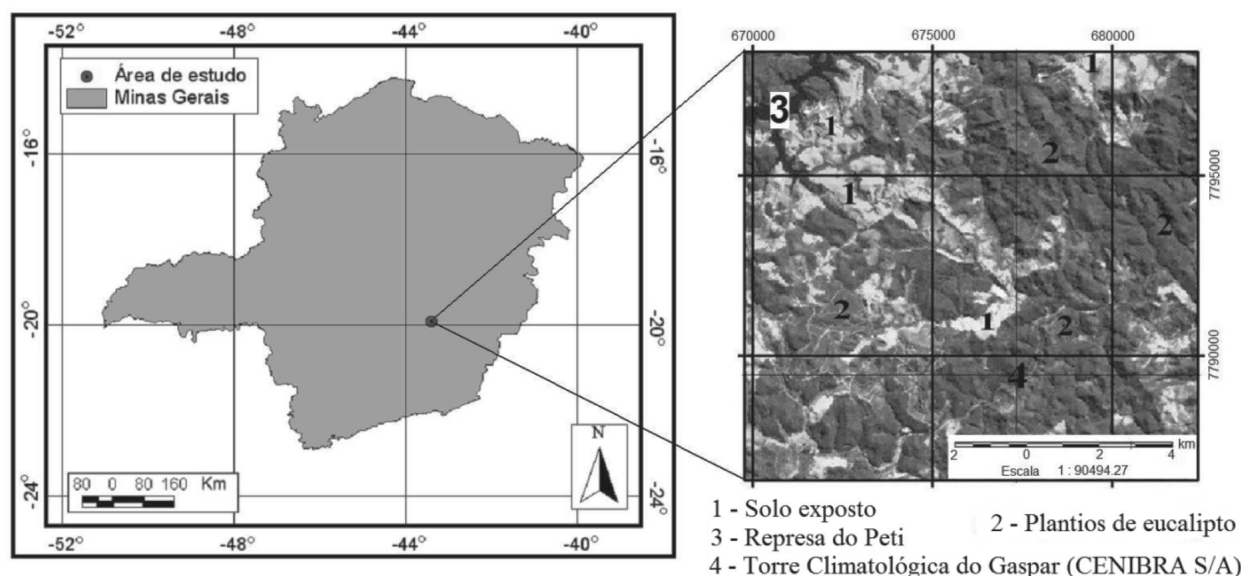 -52° -48° -44° -40°
Área de estudo
Minas Gerais
-16° -16°
-20° -20°
-24° -24°
N
80 0 80 160 Km
-52° -48° -44° -40°
670000 675000 680000
1
3 1
2
7795000
1
2
2 1 2
7790000
4
2 0 2 4 km
Escala 1 : 90494.27
1 - Solo exposto
2 - Plantios de eucalipto
3 - Represa do Peti
4 - Torre Climatológica do Gaspar (CENIBRA S/A)